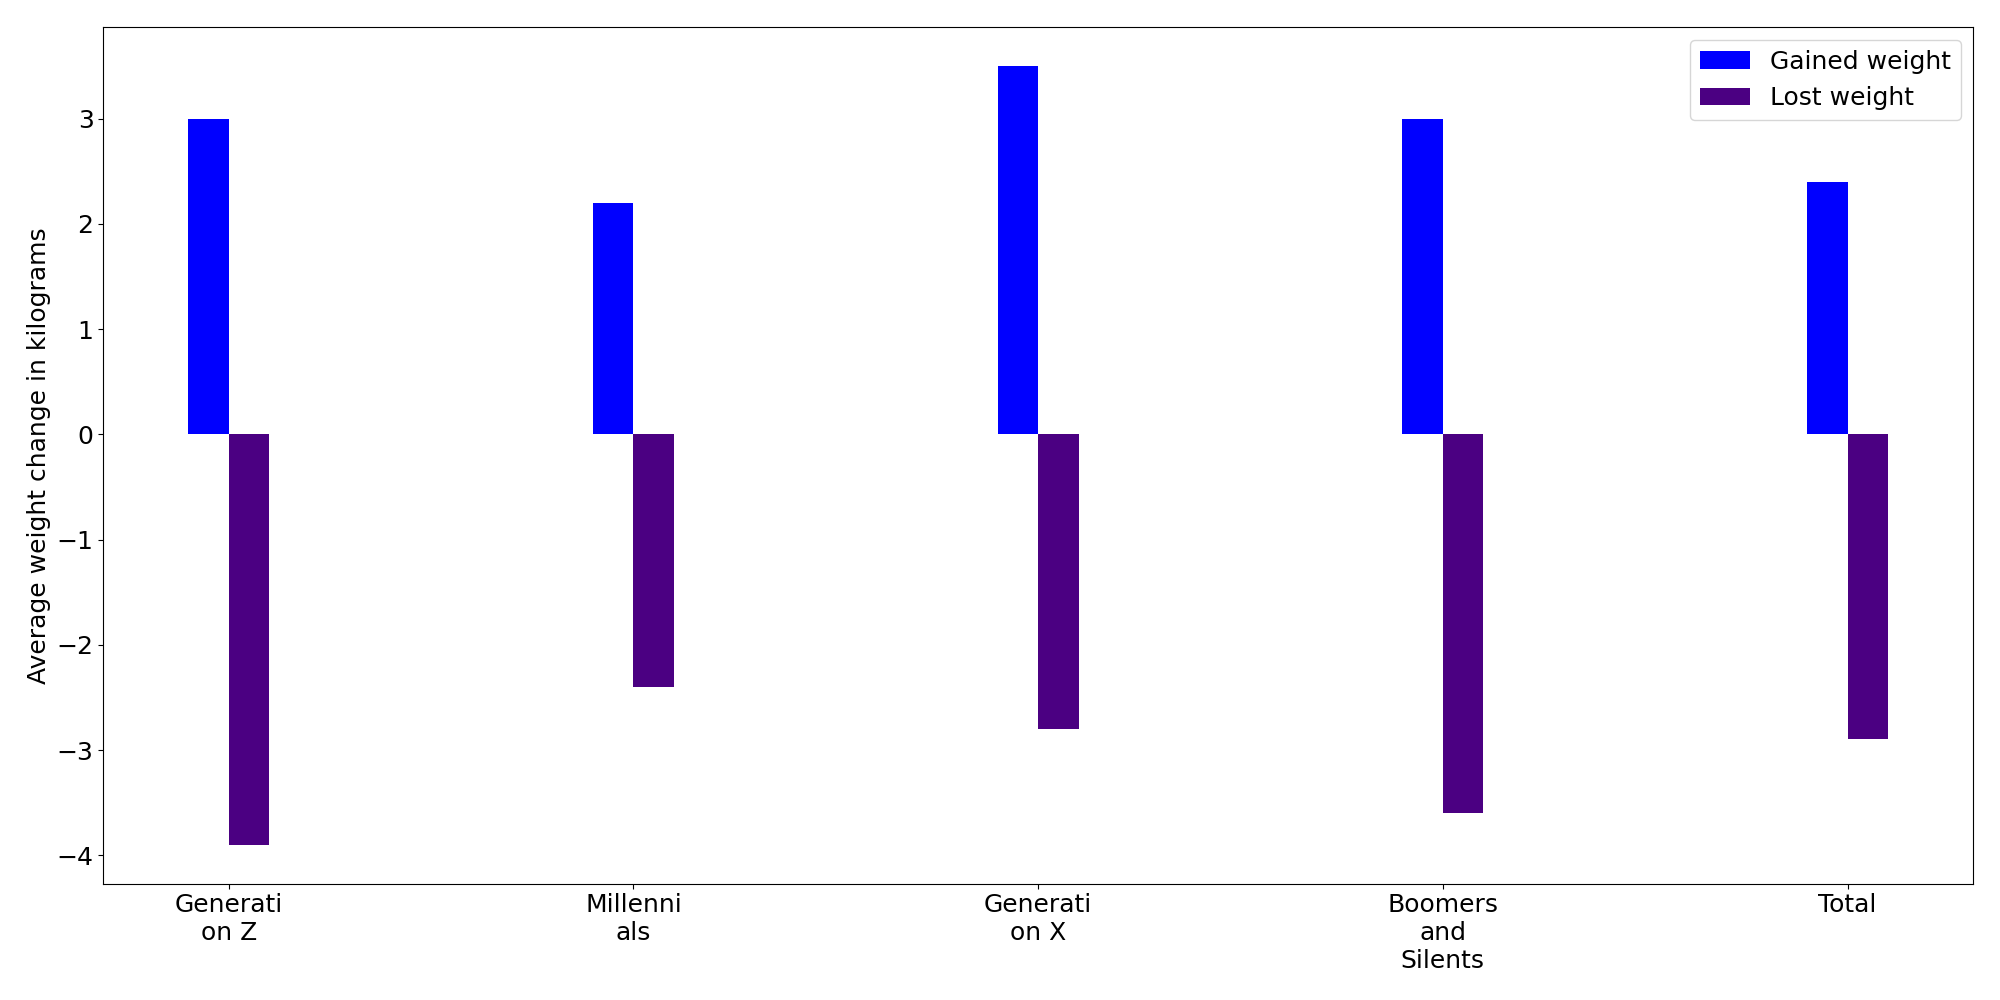 Gained weight
Lost weight
Average weight change in kilograms
3
2
1
0
−1
−2
−3
−4
Generati
on Z
Millenni
als
Generati
on X
Boomers
and
Silents
Total